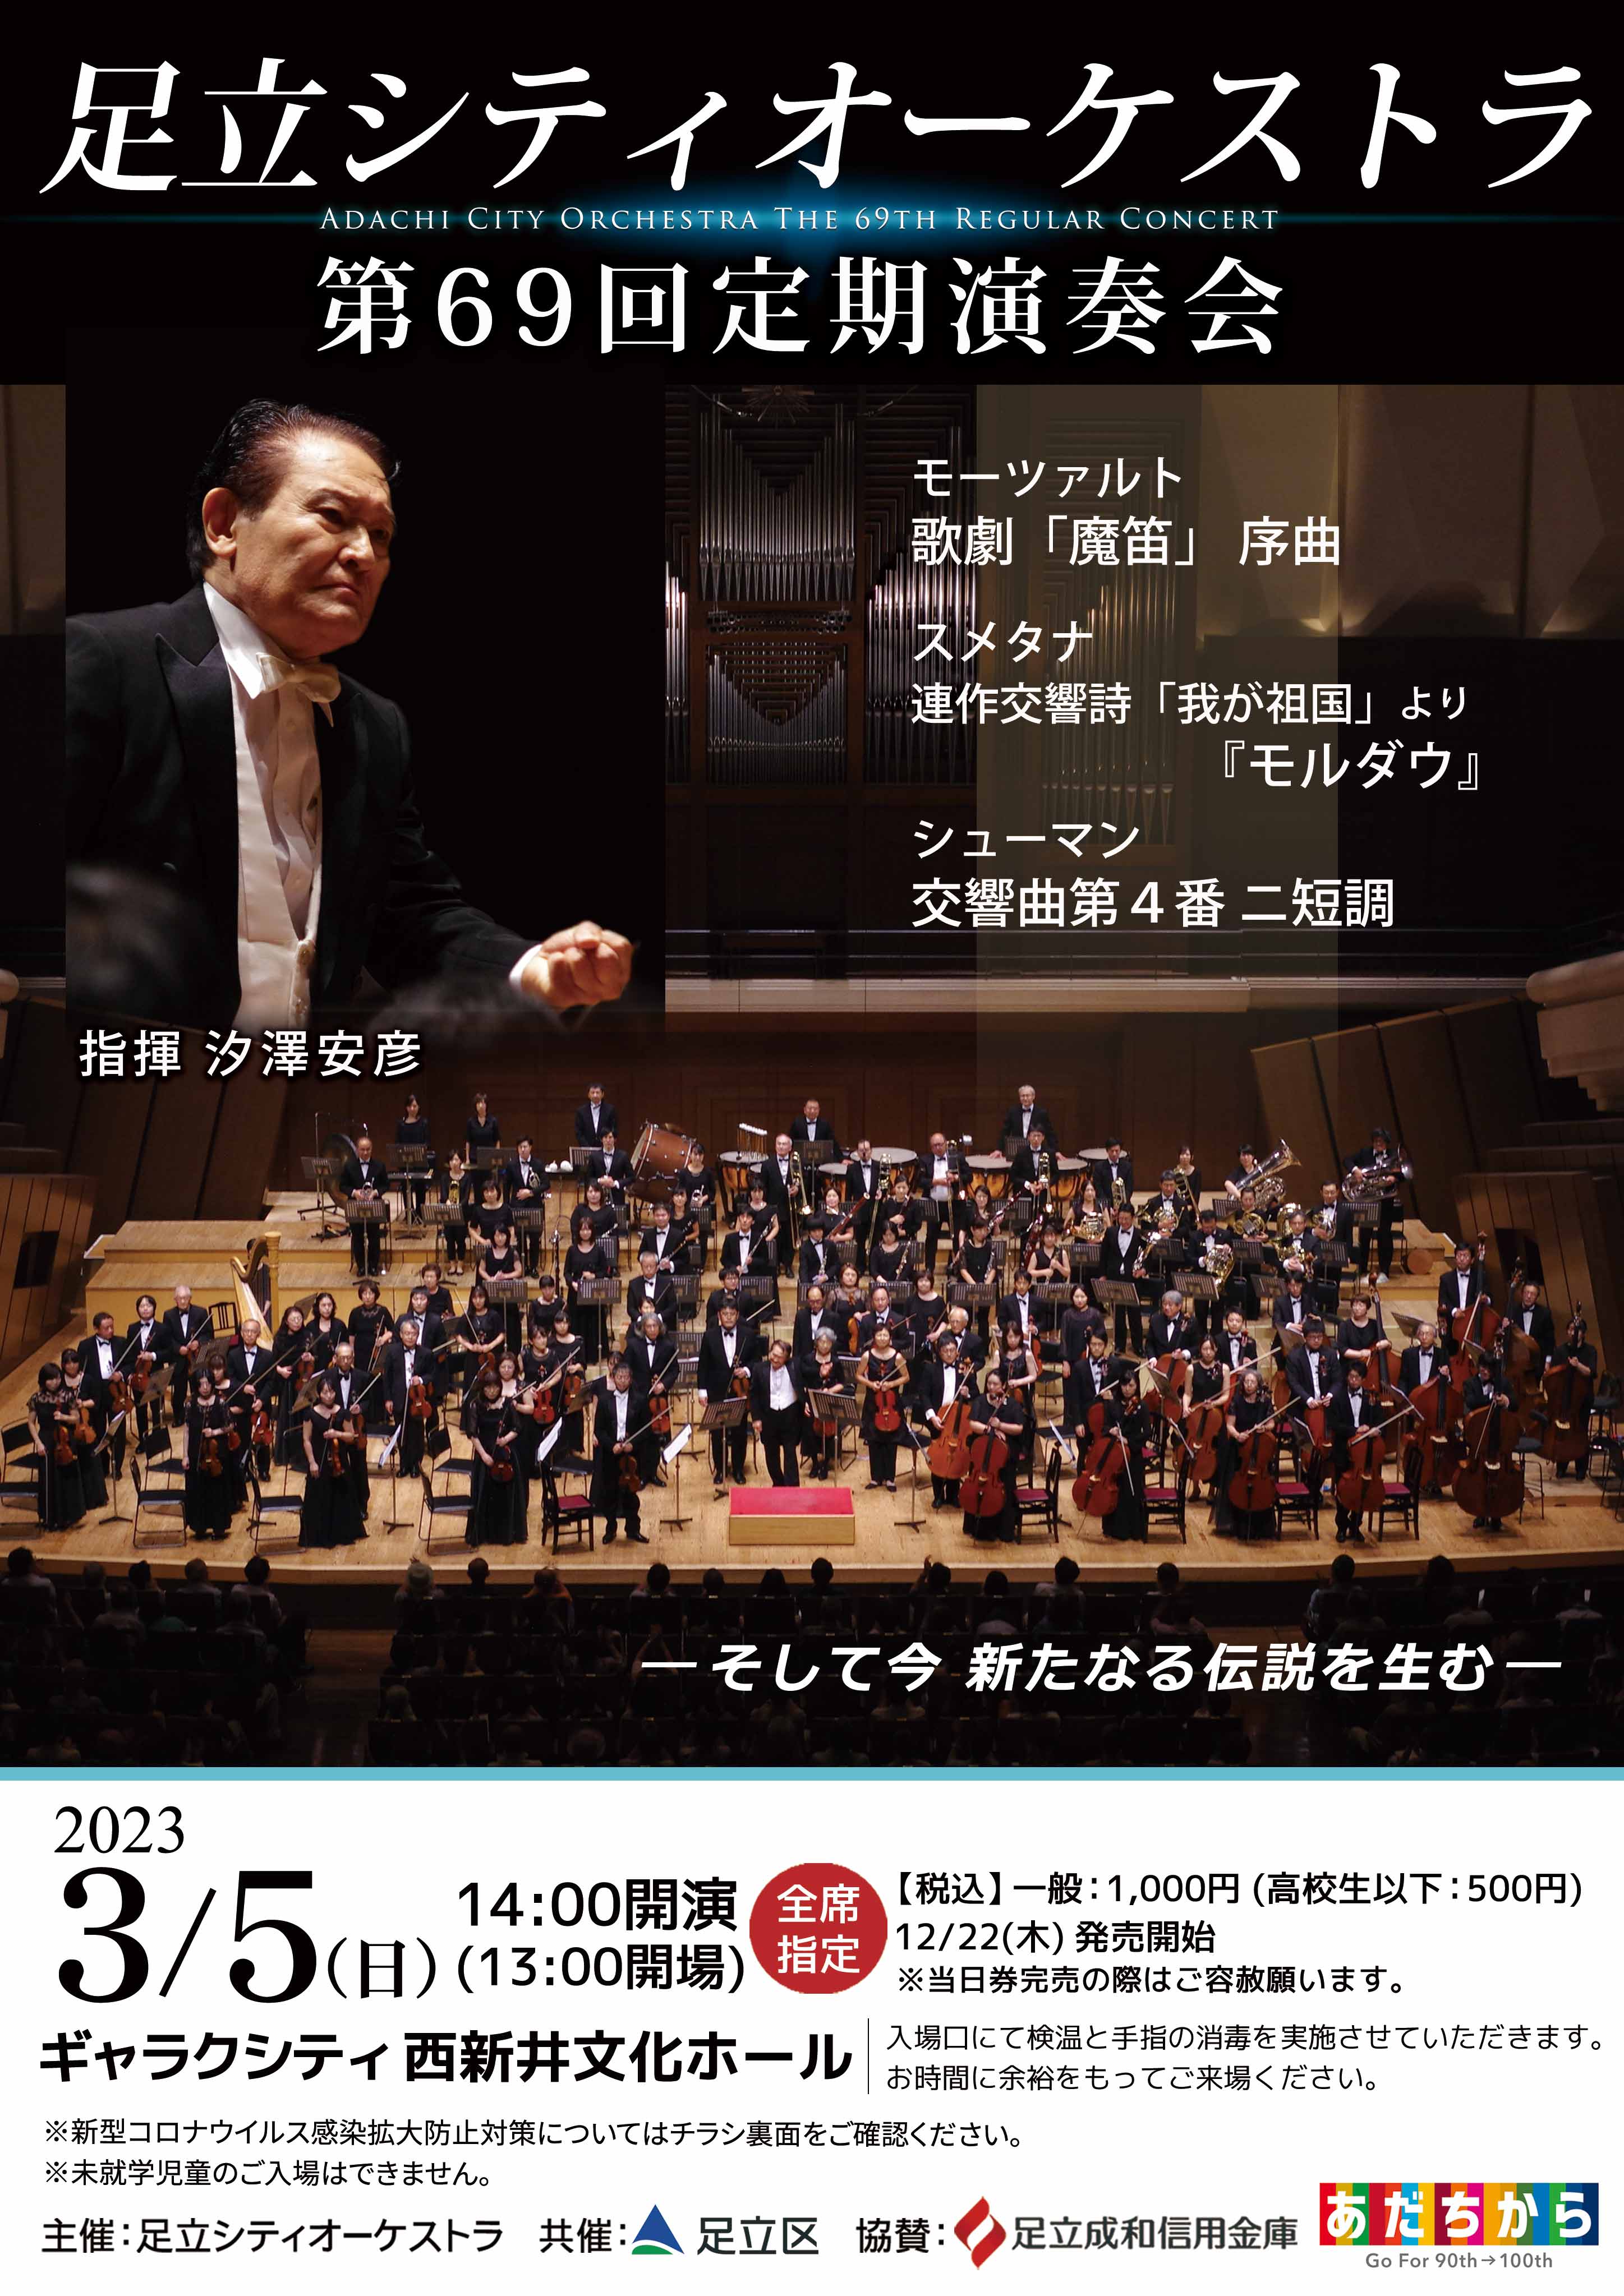 足立シティオーケストラ
ADACHI CITY ORCHESTRA THE 69TH REGULAR CONCERT
第69回定期演奏会
モーツァルト
歌劇「魔笛」 序曲
スメタナ
連作交響詩「我が祖国」より
『モルダウ』
シューマン
交響曲第4番 ニ短調
指揮 汐澤安彦
―そして今 新たなる伝説を生む―
2023
3/5(日)
14:00開演
(13:00開場)
全席
指定
【税込】一般：1,000円 (高校生以下：500円)
12/22(木) 発売開始
※当日券完売の際はご容赦願います。
ギャラクシティ 西新井文化ホール
入場口にて検温と手指の消毒を実施させていただきます。
お時間に余裕をもってご来場ください。
※新型コロナウイルス感染拡大防止対策についてはチラシ裏面をご確認ください。
※未就学児童のご入場はできません。
主催：足立シティオーケストラ 共催：足立区 協賛：足立成和信用金庫
あだちから
Go For 90th→100th